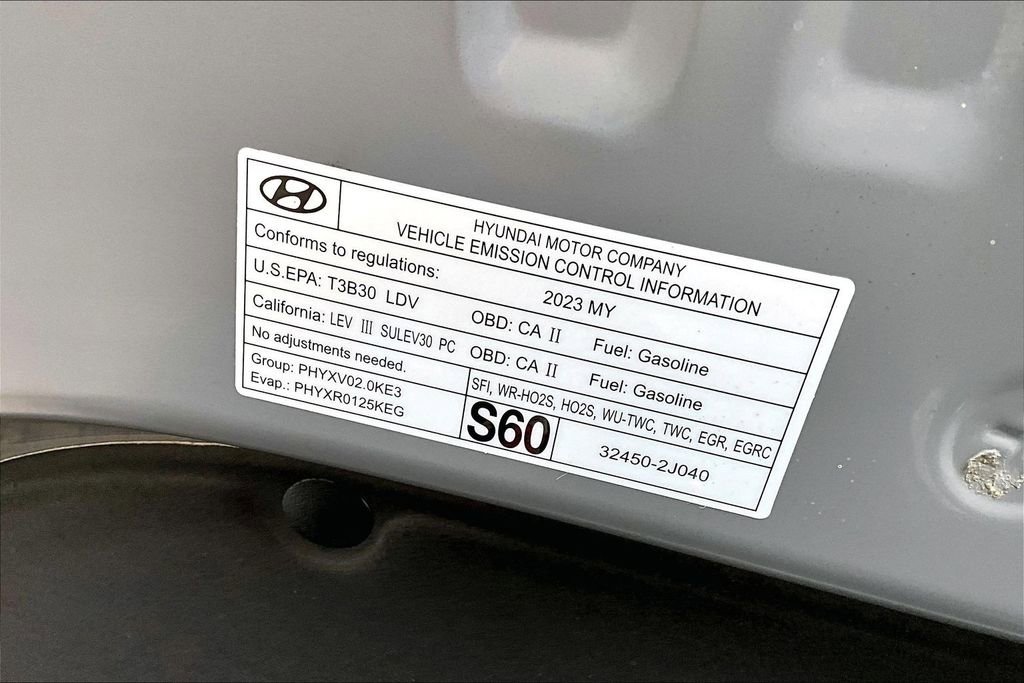 HYUNDAI MOTOR COMPANY
VEHICLE EMISSION CONTROL INFORMATION
Conforms to regulations: 2023 MY
U.S.EPA: T3B30 LDV OBD: CA II Fuel: Gasoline
California: LEV III SULEV30 PC OBD: CA II Fuel: Gasoline
No adjustments needed. SFI, WR-HO2S, HO2S, WU-TWC, TWC, EGR, EGRC
Group: PHYXV02.0KE3
Evap.: PHYXR0125KEG
S60 32450-2J040